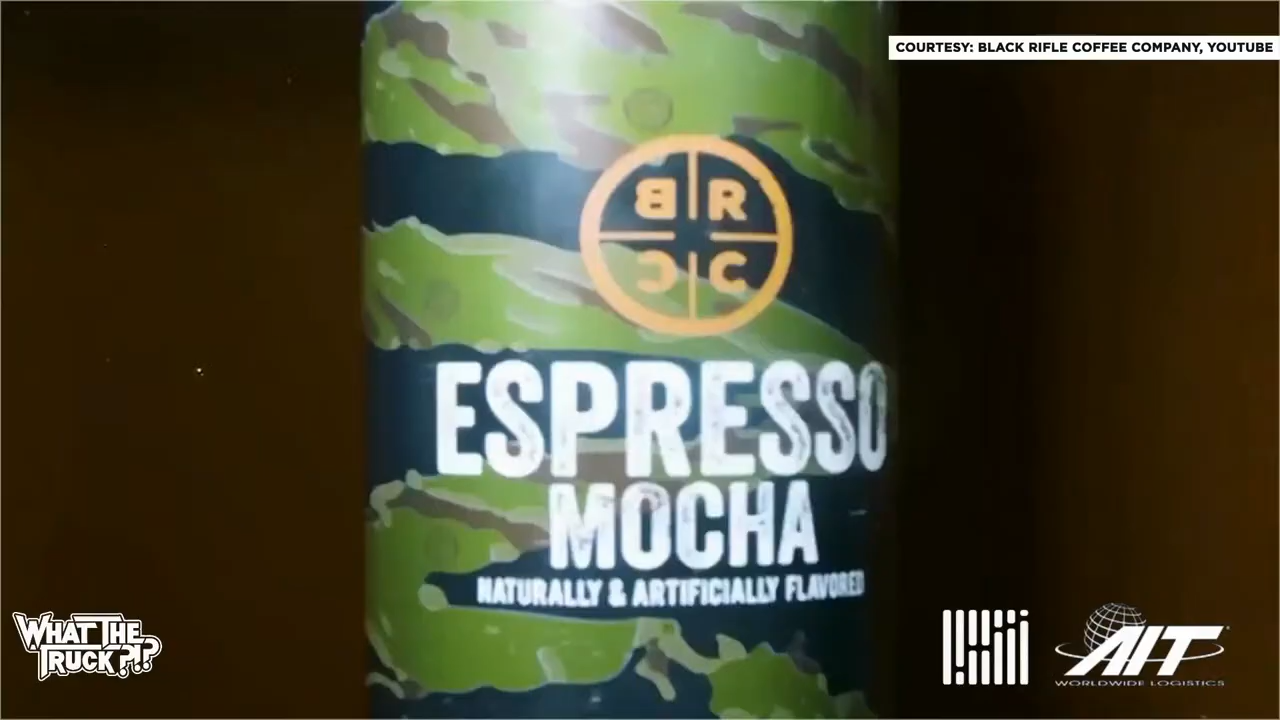 COURTESY: BLACK RIFLE COFFEE COMPANY, YOUTUBE
B R
C C
ESPRESSO
MOCHA
NATURALLY & ARTIFICIALLY FLAVORED
WHAT THE
TRUCK?!?
AIT
WORLDWIDE LOGISTICS